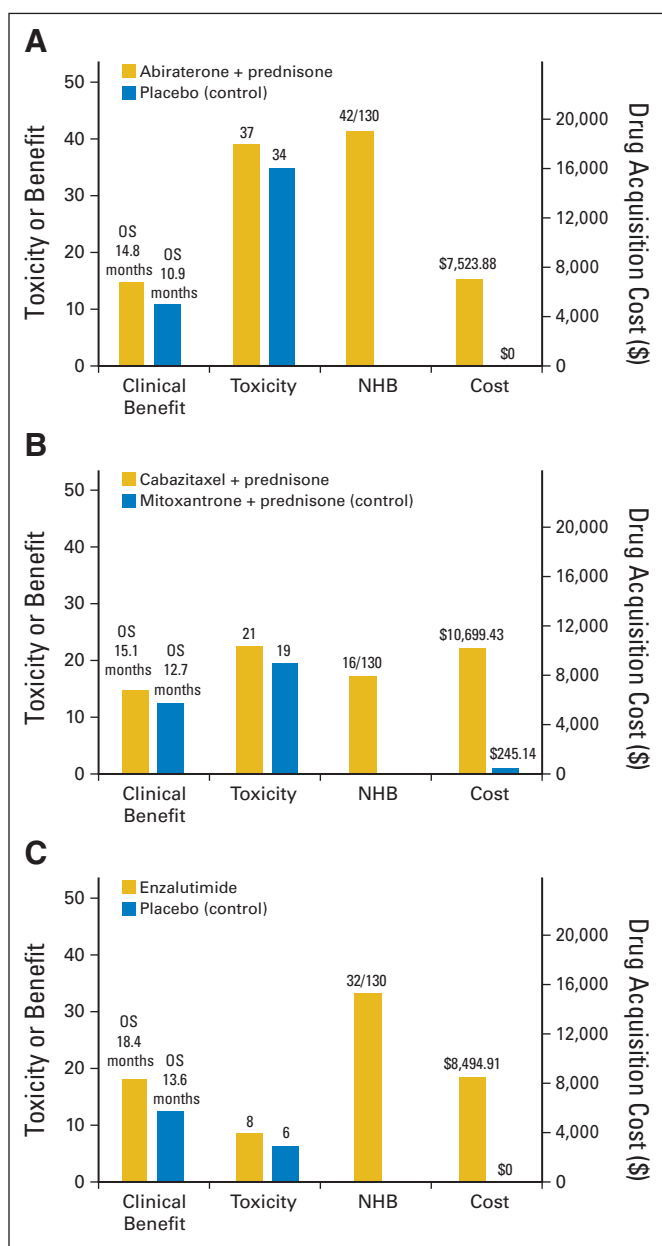 A
Abiraterone + prednisone
Placebo (control)
Toxicity or Benefit
50
40
30
20
10
0
OS
14.8
months
OS
10.9
months
37
34
42/130
$7,523.88
$0
20,000
16,000
12,000
8,000
4,000
0
Drug Acquisition Cost ($)
Clinical
Benefit
Toxicity
NHB
Cost
B
Cabazitaxel + prednisone
Mitoxantrone + prednisone (control)
Toxicity or Benefit
50
40
30
20
10
0
OS
15.1
months
OS
12.7
months
21
19
16/130
$10,699.43
$245.14
20,000
16,000
12,000
8,000
4,000
0
Drug Acquisition Cost ($)
Clinical
Benefit
Toxicity
NHB
Cost
C
Enzalutimide
Placebo (control)
Toxicity or Benefit
50
40
30
20
10
0
OS
18.4
months
OS
13.6
months
8
6
32/130
$8,494.91
$0
20,000
16,000
12,000
8,000
4,000
0
Drug Acquisition Cost ($)
Clinical
Benefit
Toxicity
NHB
Cost